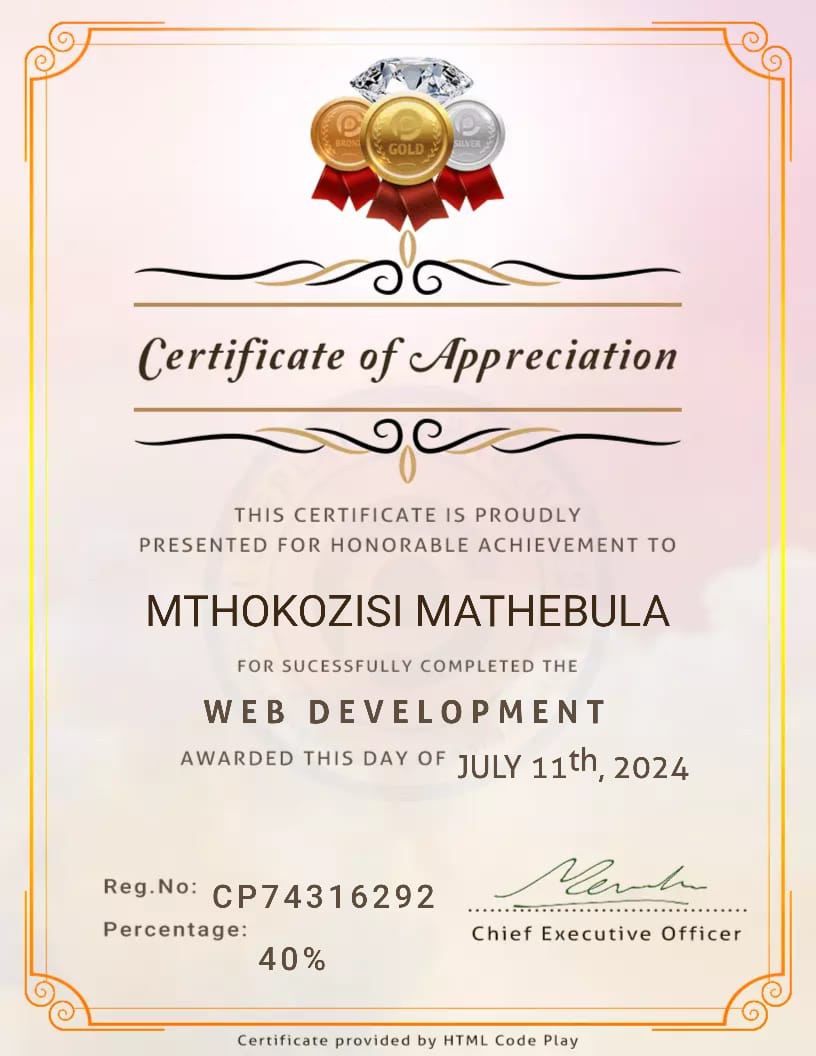 BRONZE
GOLD
SILVER
Certificate of Appreciation
THIS CERTIFICATE IS PROUDLY
PRESENTED FOR HONORABLE ACHIEVEMENT TO
MTHOKOZISI MATHEBULA
FOR SUCESSFULLY COMPLETED THE
WEB DEVELOPMENT
AWARDED THIS DAY OF JULY 11th, 2024
Reg.No: CP74316292
Percentage:
40%
Chief Executive Officer
Certificate provided by HTML Code Play